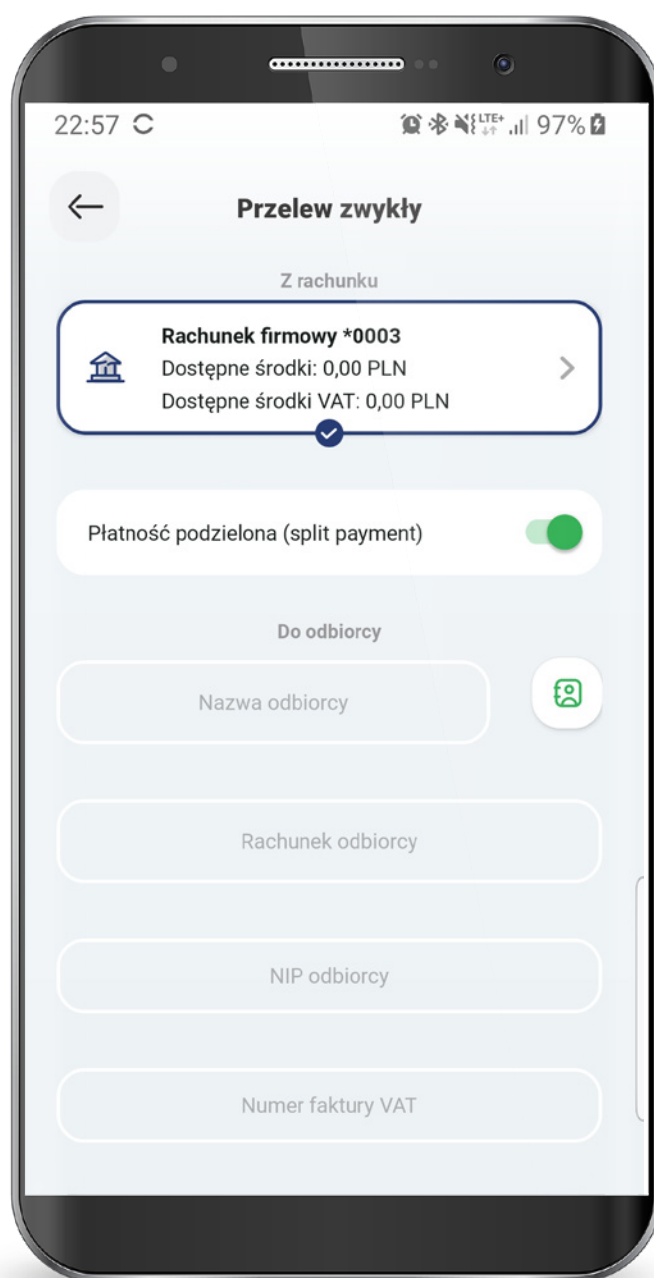 22:57
LTE+
97%
Przelew zwykły
Z rachunku
Rachunek firmowy *0003
Dostępne środki: 0,00 PLN
Dostępne środki VAT: 0,00 PLN
Płatność podzielona (split payment)
Do odbiorcy
Nazwa odbiorcy
Rachunek odbiorcy
NIP odbiorcy
Numer faktury VAT